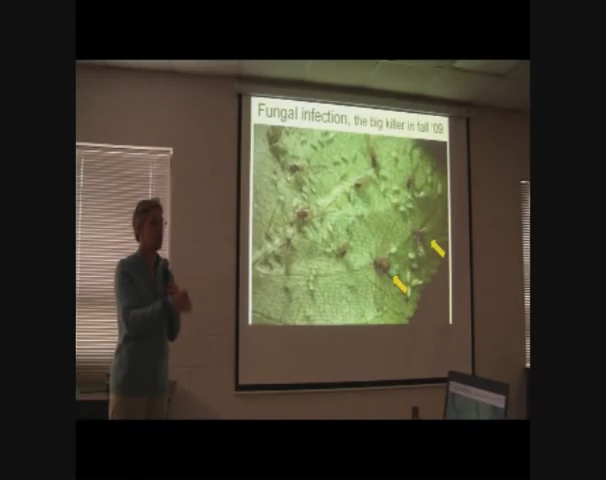 Fungal infection, the big killer in fall '09